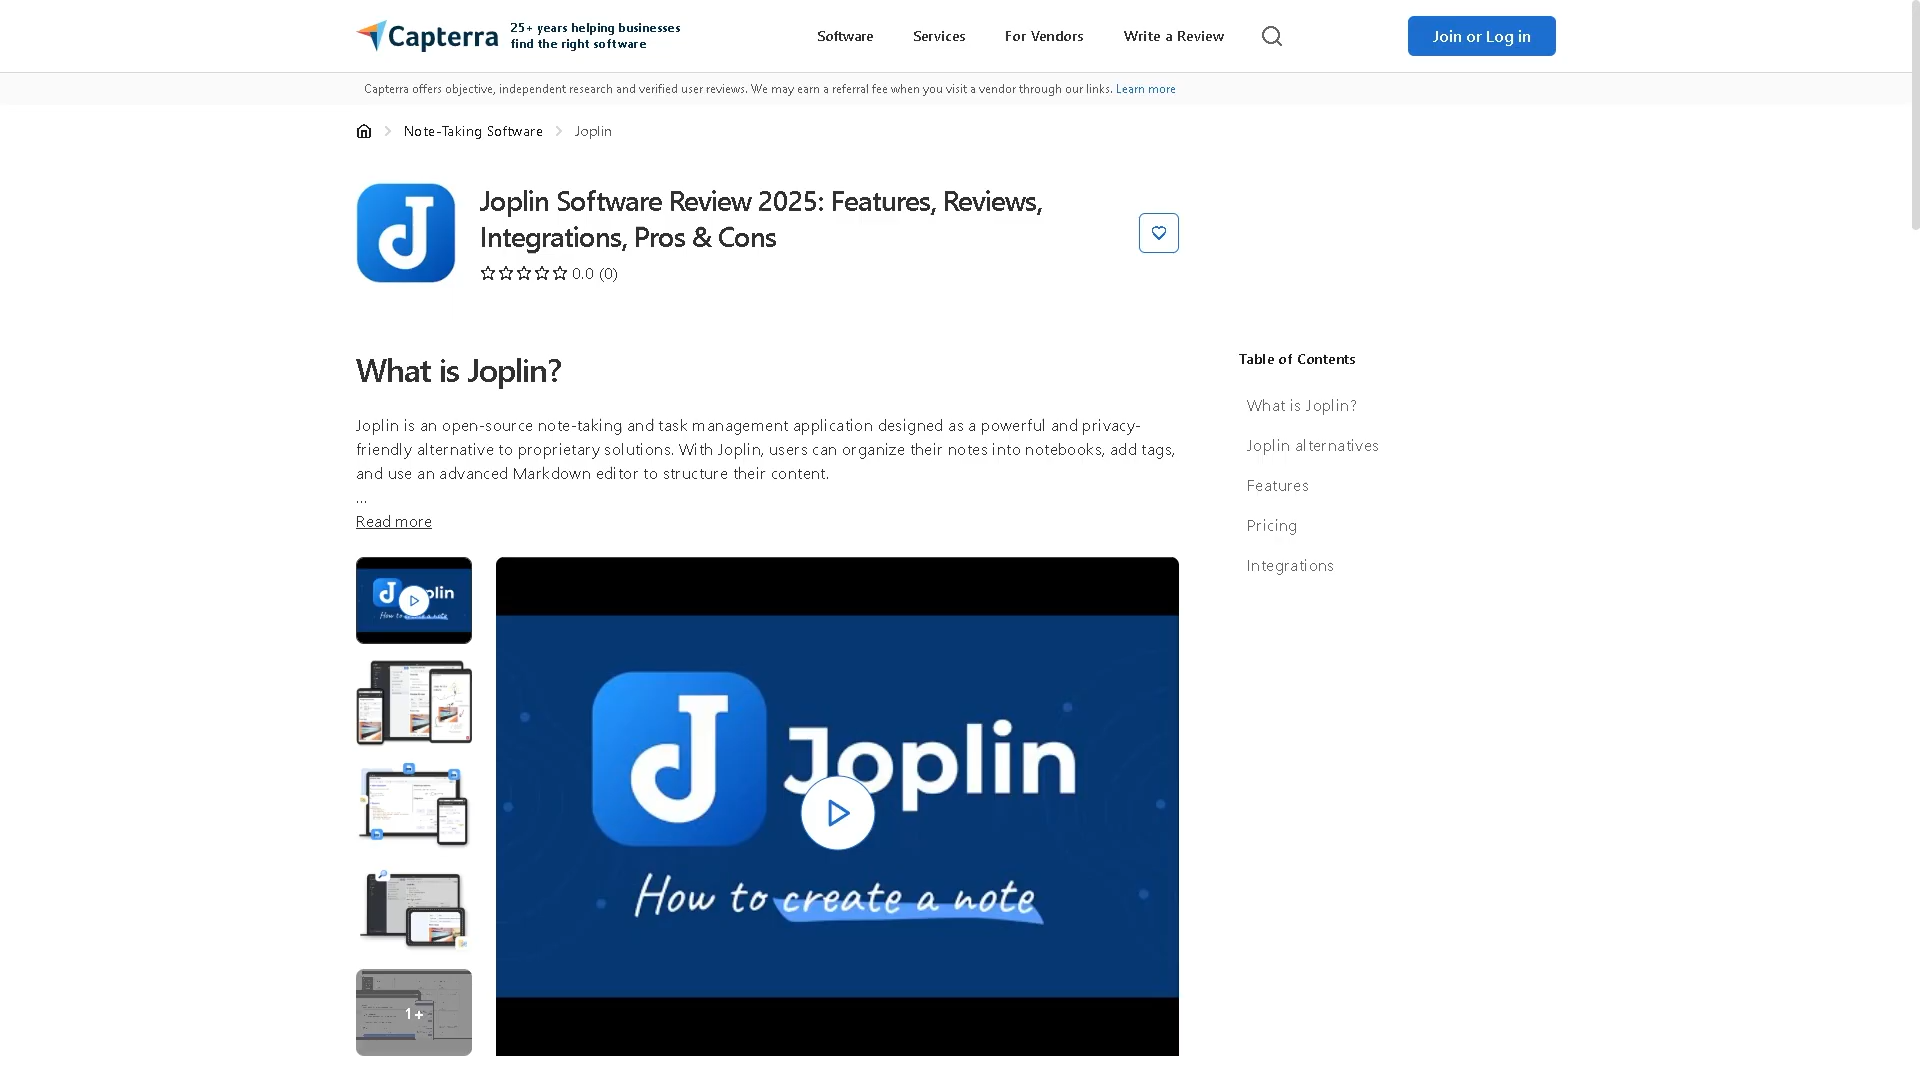 Capterra
25+ years helping businesses
find the right software
Software
Services
For Vendors
Write a Review
Join or Log in
Capterra offers objective, independent research and verified user reviews. We may earn a referral fee when you visit a vendor through our links. Learn more
Note-Taking Software
Joplin
Joplin Software Review 2025: Features, Reviews,
Integrations, Pros & Cons
0.0 (0)
What is Joplin?
Joplin is an open-source note-taking and task management application designed as a powerful and privacy-
friendly alternative to proprietary solutions. With Joplin, users can organize their notes into notebooks, add tags,
and use an advanced Markdown editor to structure their content.
...
Read more
Table of Contents
What is Joplin?
Joplin alternatives
Features
Pricing
Integrations
1+
Joplin
How to create a note